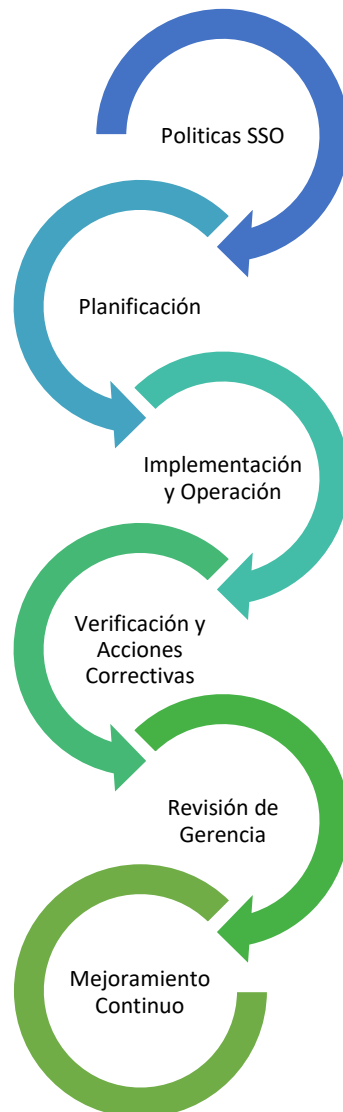 Politicas SSO
Planificación
Implementación
y Operación
Verificación y
Acciones
Correctivas
Revisión de
Gerencia
Mejoramiento
Continuo